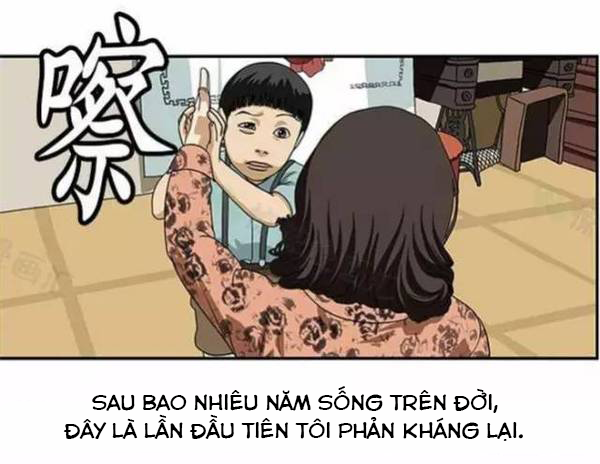 嚓
SAU BAO NHIÊU NĂM SỐNG TRÊN ĐỜI,
ĐÂY LÀ LẦN ĐẦU TIÊN TÔI PHẢN KHÁNG LẠI.